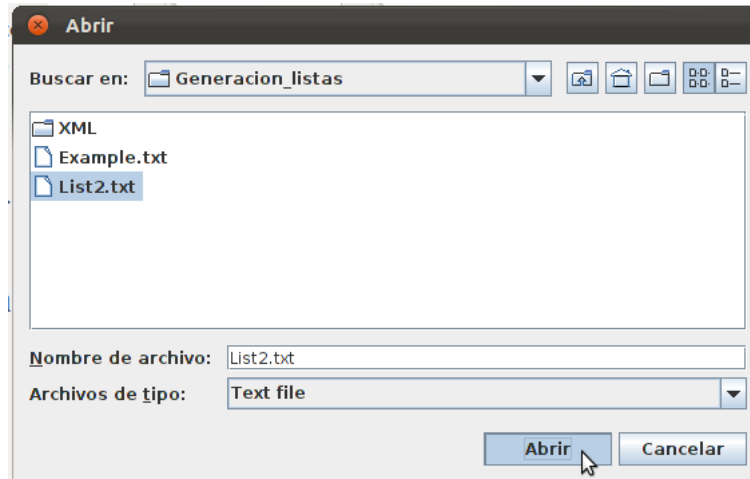 Abrir
Buscar en: Generacion_listas
XML
Example.txt
List2.txt
Nombre de archivo: List2.txt
Archivos de tipo: Text file
Abrir Cancelar